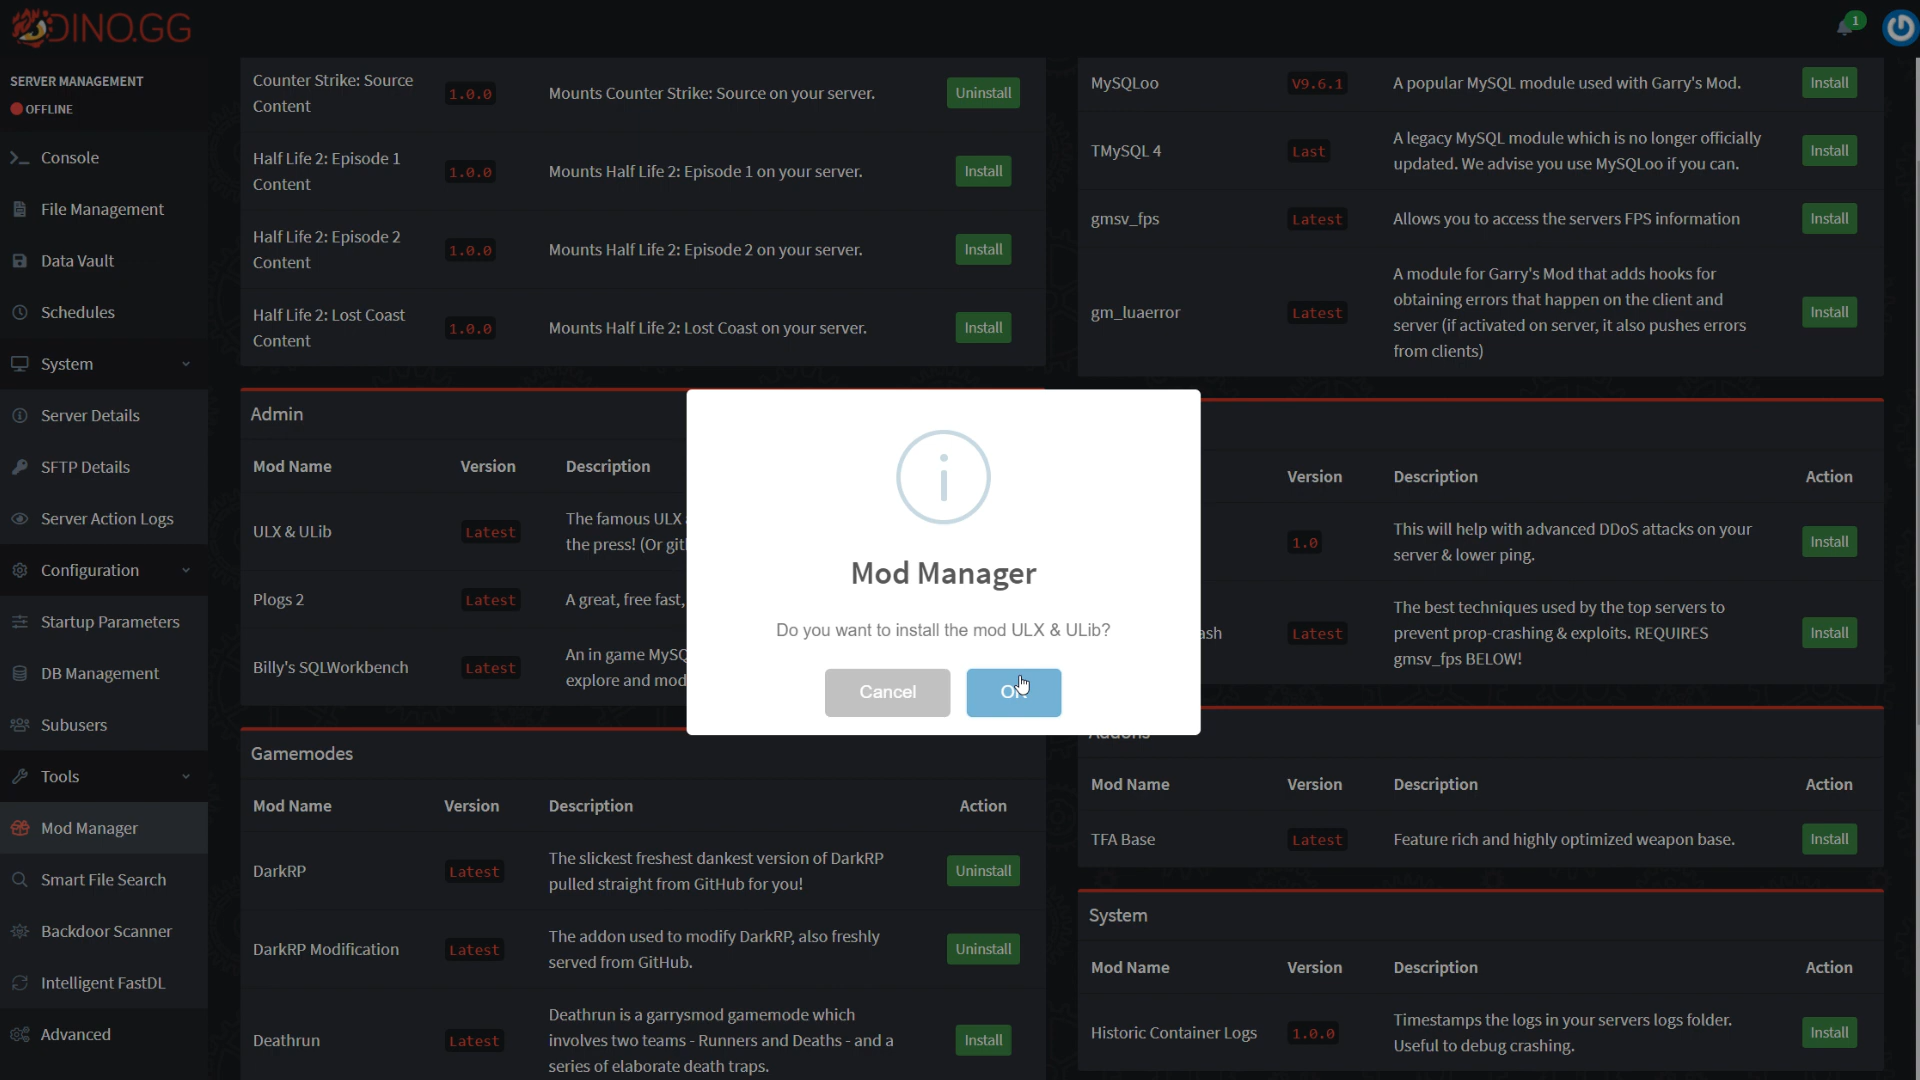 DINO.GG
1
SERVER MANAGEMENT
OFFLINE
Console
File Management
Data Vault
Schedules
System
Server Details
SFTP Details
Server Action Logs
Configuration
Startup Parameters
DB Management
Subusers
Tools
Mod Manager
Smart File Search
Backdoor Scanner
Intelligent FastDL
Advanced
Counter Strike: Source
Content
1.0.0
Mounts Counter Strike: Source on your server.
Uninstall
Half Life 2: Episode 1
Content
1.0.0
Mounts Half Life 2: Episode 1 on your server.
Install
Half Life 2: Episode 2
Content
1.0.0
Mounts Half Life 2: Episode 2 on your server.
Install
Half Life 2: Lost Coast
Content
1.0.0
Mounts Half Life 2: Lost Coast on your server.
Install
Admin
Mod Name Version Description
ULX & ULib
Latest
The famous ULX
the press! (Or git
Plogs 2
Latest
A great, free fast,
Billy's SQLWorkbench
Latest
An in game MySQ
explore and mod
Gamemodes
Mod Name Version Description Action
DarkRP
Latest
The slickest freshest dankest version of DarkRP
pulled straight from GitHub for you!
Uninstall
DarkRP Modification
Latest
The addon used to modify DarkRP, also freshly
served from GitHub.
Uninstall
Deathrun
Latest
Deathrun is a garrysmod gamemode which
involves two teams - Runners and Deaths - and a
series of elaborate death traps.
Install
Mod Manager
Do you want to install the mod ULX & ULib?
Cancel
MySQLoo
V9.6.1
A popular MySQL module used with Garry's Mod.
Install
TMySQL 4
Last
A legacy MySQL module which is no longer officially
updated. We advise you use MySQLoo if you can.
Install
gmsv_fps
Latest
Allows you to access the servers FPS information
Install
gm_luaerror
Latest
A module for Garry's Mod that adds hooks for
obtaining errors that happen on the client and
server (if activated on server, it also pushes errors
from clients)
Install
Version Description Action
1.0
This will help with advanced DDoS attacks on your
server & lower ping.
Install
ash
Latest
The best techniques used by the top servers to
prevent prop-crashing & exploits. REQUIRES
gmsv_fps BELOW!
Install
Addons
Mod Name Version Description Action
TFA Base
Latest
Feature rich and highly optimized weapon base.
Install
System
Mod Name Version Description Action
Historic Container Logs
1.0.0
Timestamps the logs in your servers logs folder.
Useful to debug crashing.
Install